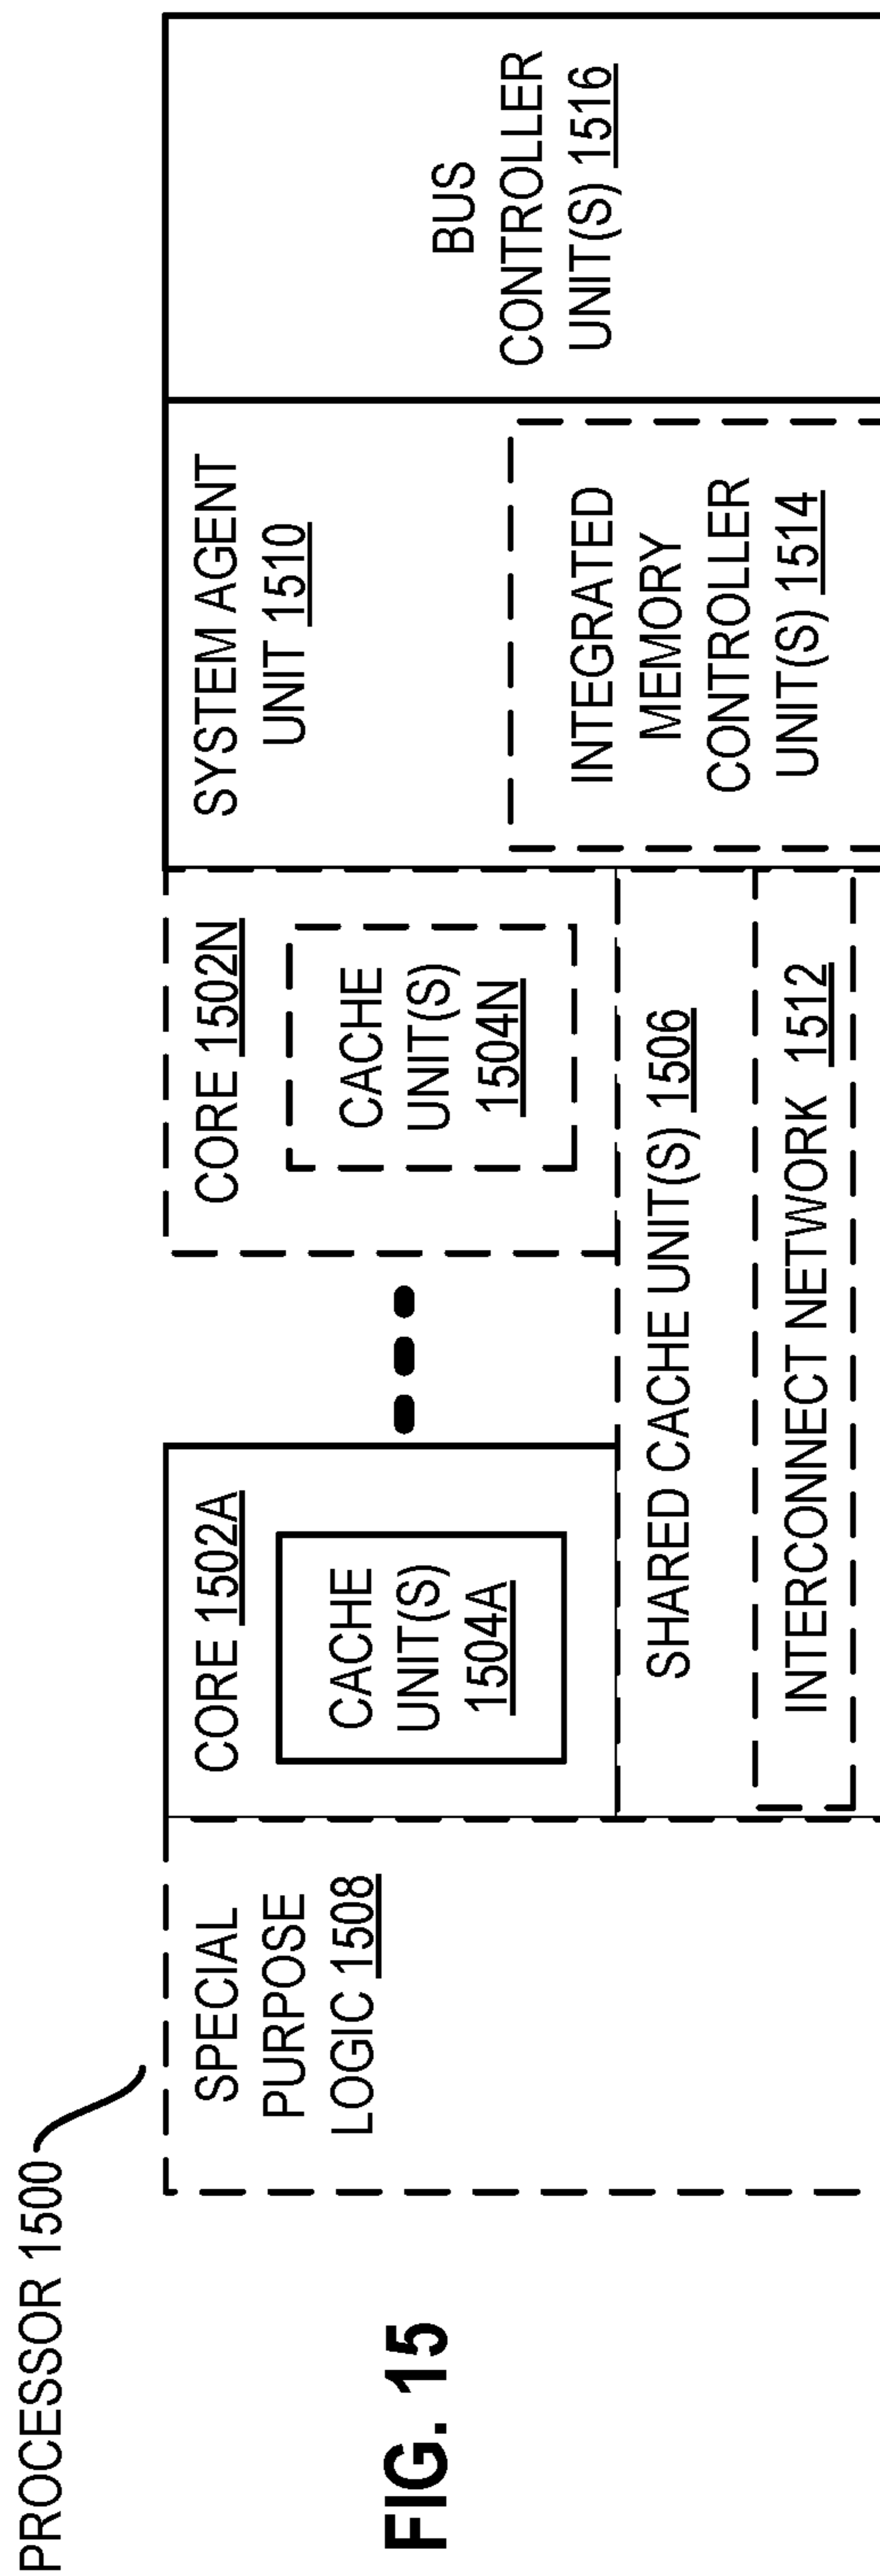 PROCESSOR 1500
SPECIAL
PURPOSE
LOGIC 1508
CORE 1502A
CACHE
UNIT(S)
1504A
CORE 1502N
CACHE
UNIT(S)
1504N
SHARED CACHE UNIT(S) 1506
INTERCONNECT NETWORK 1512
SYSTEM AGENT
UNIT 1510
INTEGRATED
MEMORY
CONTROLLER
UNIT(S) 1514
BUS
CONTROLLER
UNIT(S) 1516
FIG. 15